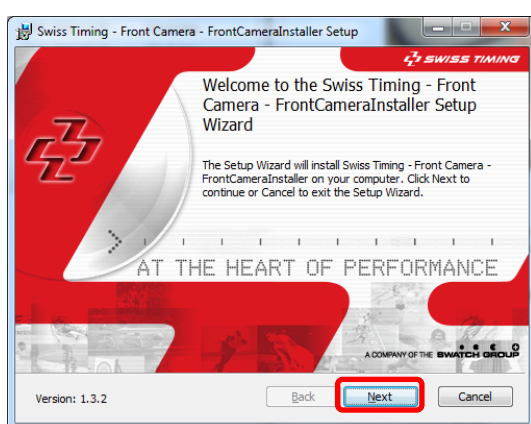 Swiss Timing - Front Camera - FrontCameraInstaller Setup
SWISS TIMING
Welcome to the Swiss Timing - Front
Camera - FrontCameraInstaller Setup
Wizard
The Setup Wizard will install Swiss Timing - Front Camera -
FrontCameraInstaller on your computer. Click Next to
continue or Cancel to exit the Setup Wizard.
AT THE HEART OF PERFORMANCE
A COMPANY OF THE SWATCH GROUP
Version: 1.3.2
Back
Next
Cancel